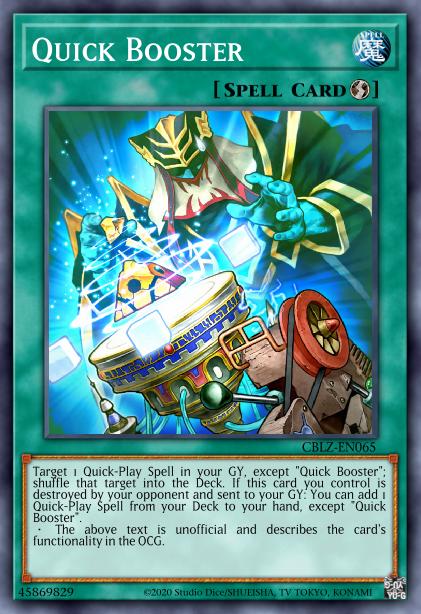 Quick Booster
SPELL
魔
[Spell Card]
CBLZ-EN065
Target 1 Quick-Play Spell in your GY, except "Quick Booster";
shuffle that target into the Deck. If this card you control is
destroyed by your opponent and sent to your GY: You can add 1
Quick-Play Spell from your Deck to your hand, except "Quick
Booster".
· The above text is unofficial and describes the card's
functionality in the OCG.
45869829
©2020 Studio Dice/SHUEISHA, TV TOKYO, KONAMI